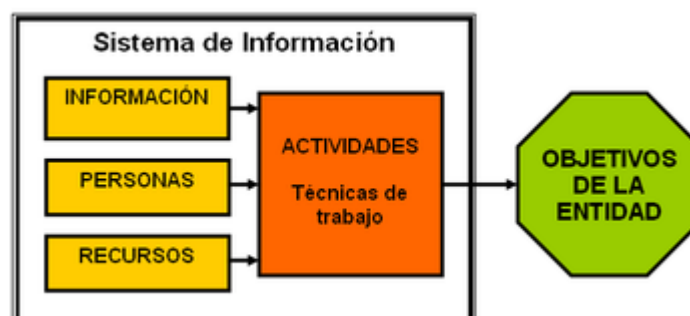 Sistema de Información
INFORMACIÓN
PERSONAS
RECURSOS
ACTIVIDADES
Técnicas de
trabajo
OBJETIVOS
DE LA
ENTIDAD